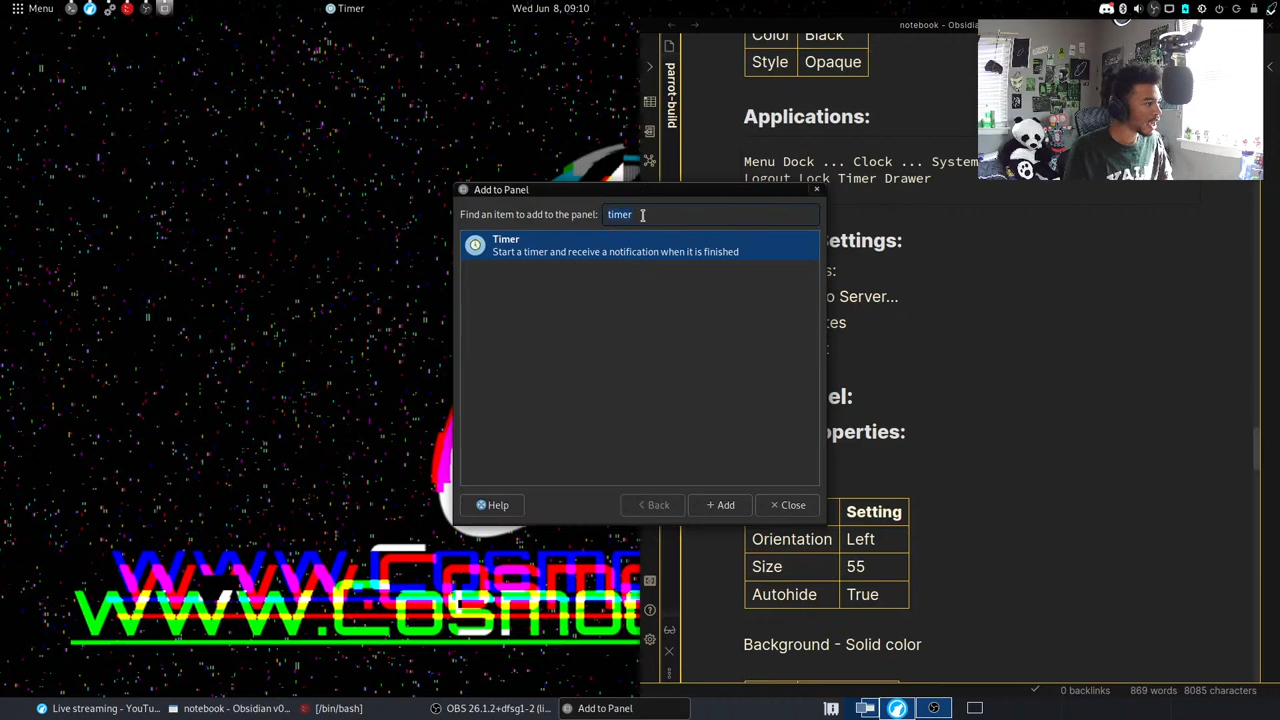 Menu
Timer
Wed Jun 8, 09:10
notebook - Obsidian
Color Black
Style Opaque
parrot-build
Applications:
Menu Dock ... Clock ... System
Logout Lock Timer Drawer
Add to Panel
Find an item to add to the panel: timer
Timer
Start a timer and receive a notification when it is finished
Help
Back
Add
Close
Settings:
s:
o Server...
tes
:
el:
operties:
Setting
Orientation Left
Size 55
Autohide True
Background - Solid color
www.Cosmo
0 backlinks 869 words 8085 characters
Live streaming - YouTu...
notebook - Obsidian v0...
[/bin/bash]
OBS 26.1.2+dfsg1-2 (li...
Add to Panel